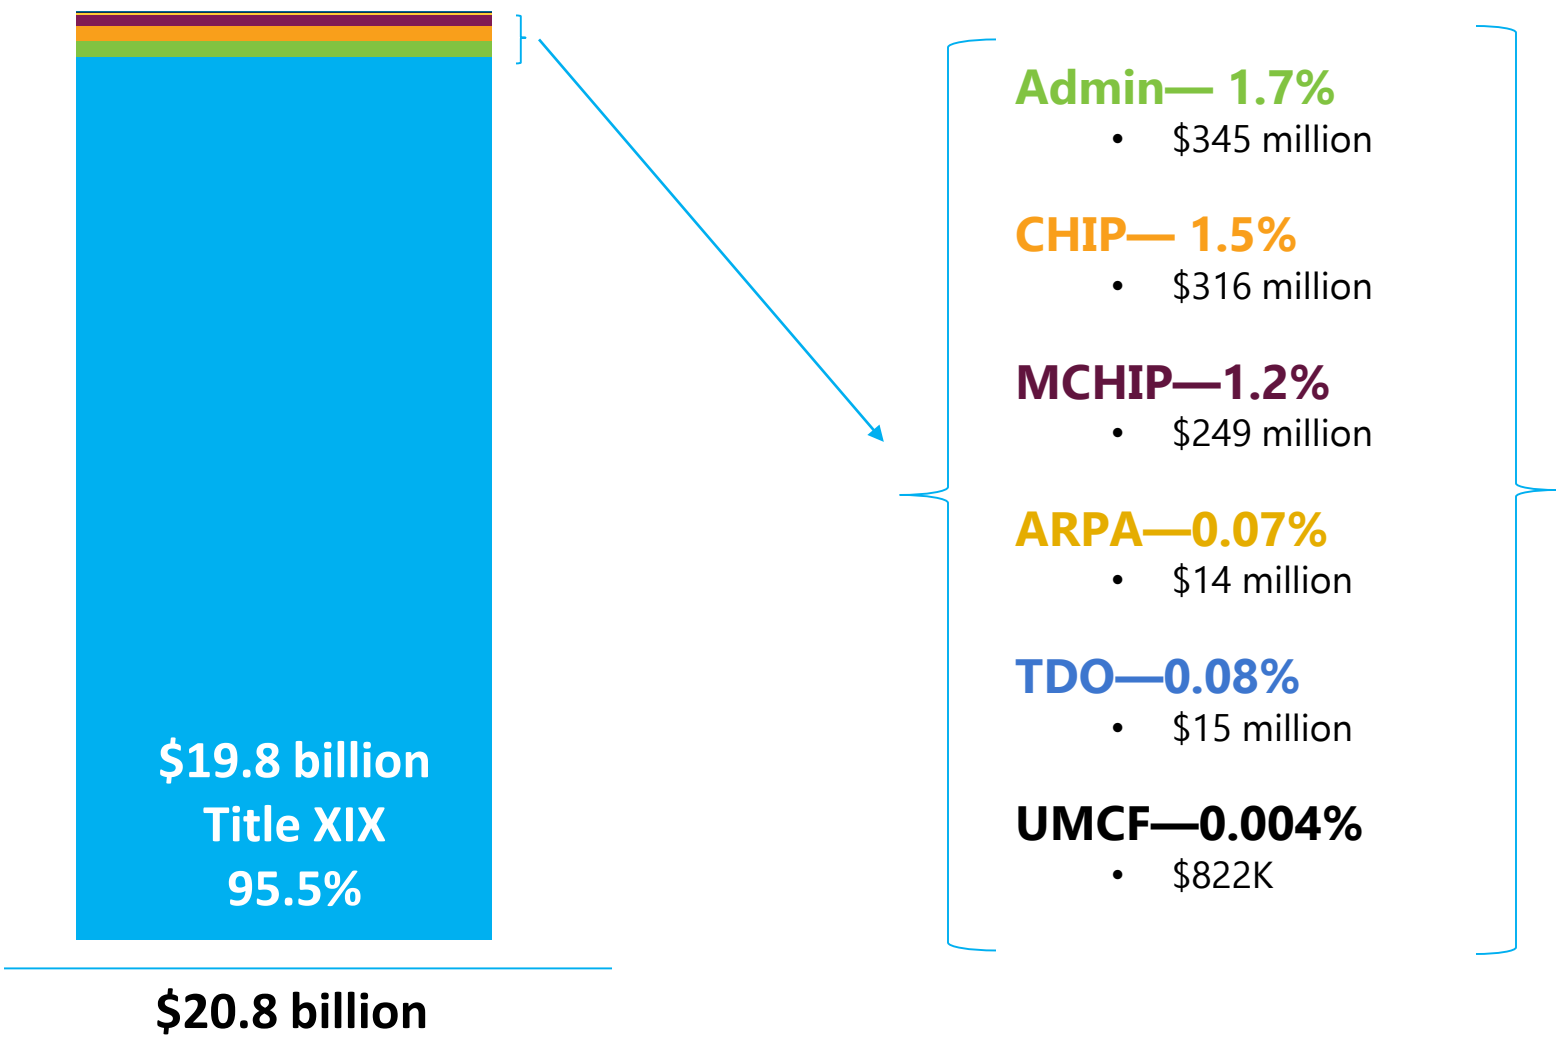 $19.8 billion
Title XIX
95.5%
$20.8 billion
Admin— 1.7%
• $345 million
CHIP— 1.5%
• $316 million
MCHIP—1.2%
• $249 million
ARPA—0.07%
• $14 million
TDO—0.08%
• $15 million
UMCF—0.004%
• $822K